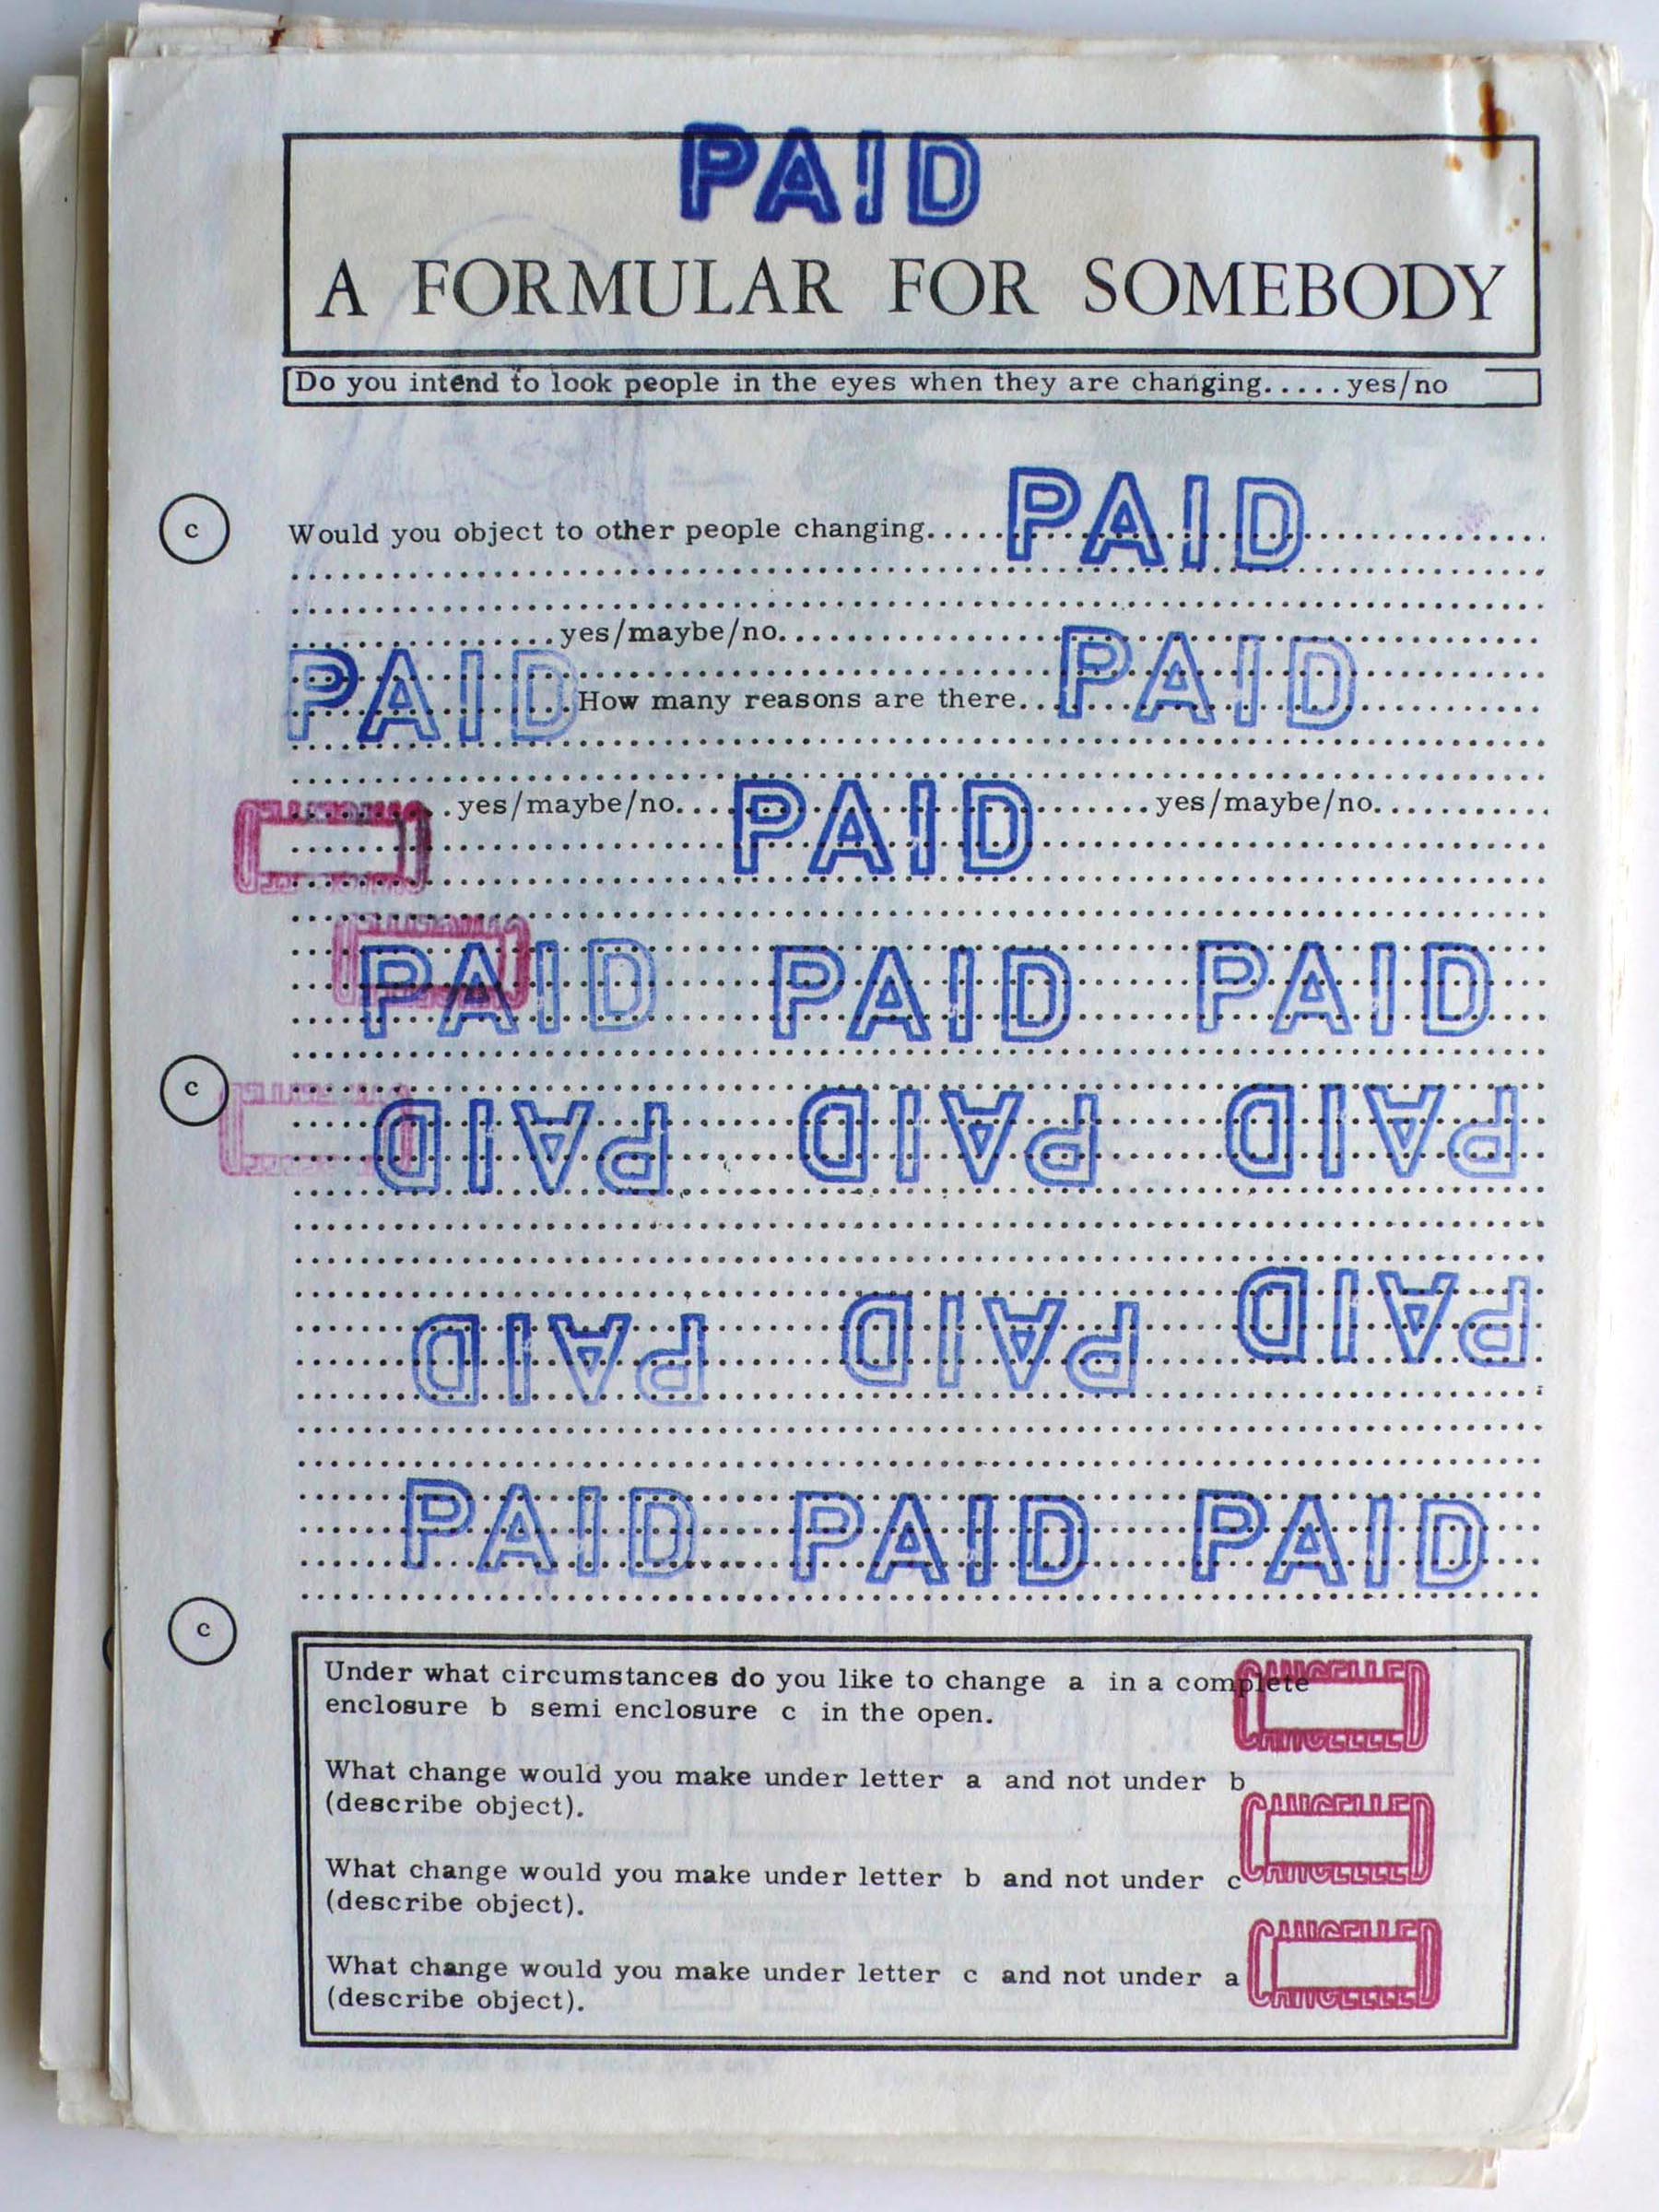 PAID
A FORMULAR FOR SOMEBODY
Do you intend to look people in the eyes when they are changing.....yes/no
c Would you object to other people changing.... PAID
yes/maybe/no
PAID How many reasons are there... PAID
yes/maybe/no... PAID yes/maybe/no
PAID PAID PAID
c
PAID PAID PAID
PAID PAID PAID
PAID PAID PAID
c
Under what circumstances do you like to change a in a complete CANCELLED
enclosure b semi enclosure c in the open.
What change would you make under letter a and not under b
(describe object). CANCELLED
What change would you make under letter b and not under c
(describe object).
What change would you make under letter c and not under a CANCELLED
(describe object).